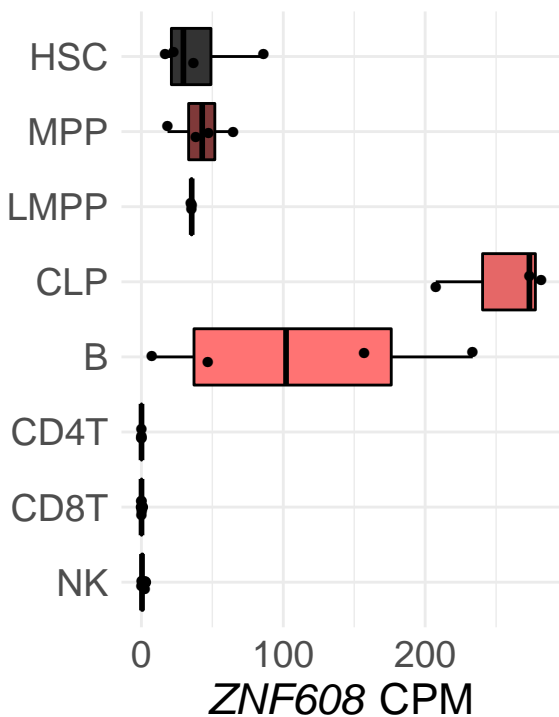 HSC
MPP
LMPP
CLP
B
CD4T
CD8T
NK
0 100 200
ZNF608 CPM